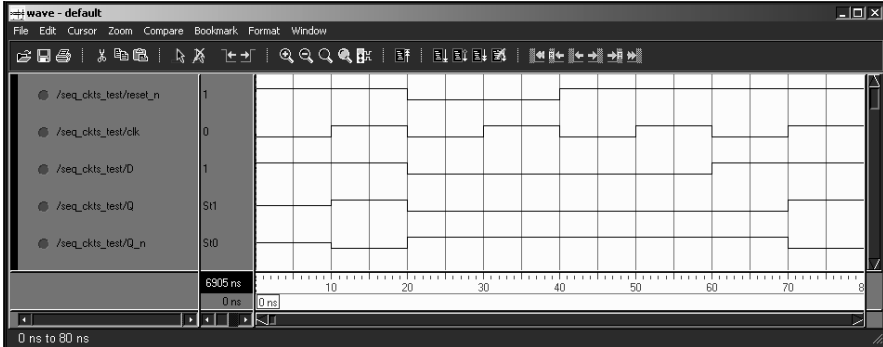 wave - default
File Edit Cursor Zoom Compare Bookmark Format Window
/seq_ckts_test/reset_n 1
/seq_ckts_test/clk 0
/seq_ckts_test/D 1
/seq_ckts_test/Q St1
/seq_ckts_test/Q_n St0
6905 ns 10 20 30 40 50 60 70 8
0 ns 0 ns
0 ns to 80 ns